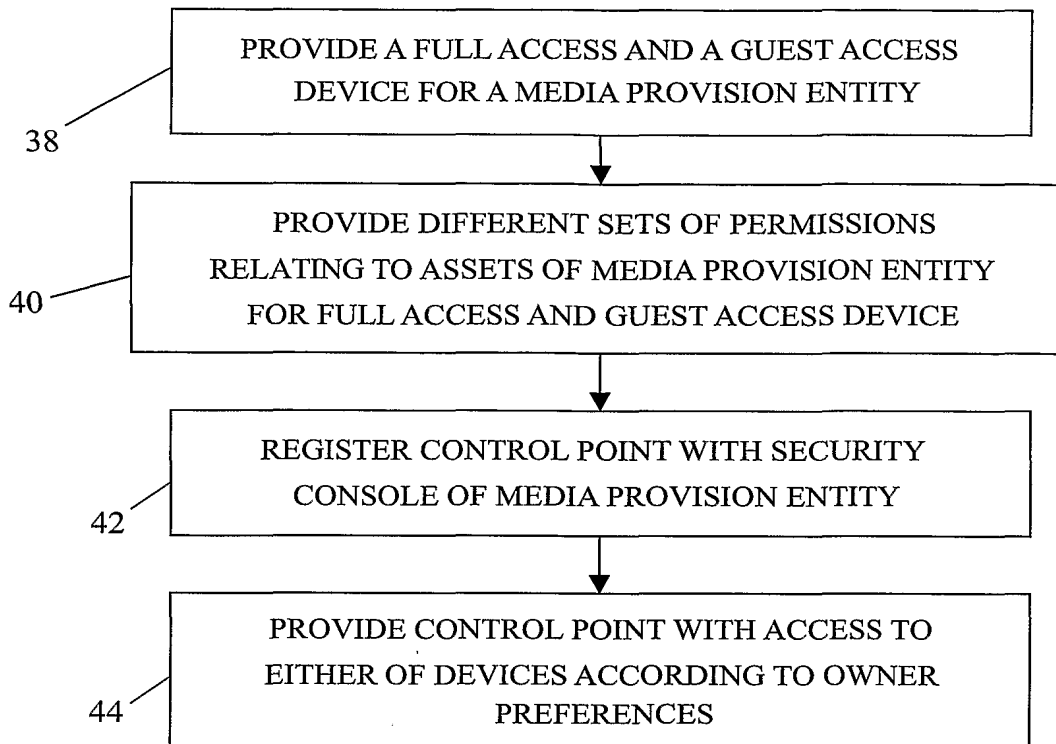 PROVIDE A FULL ACCESS AND A GUEST ACCESS
DEVICE FOR A MEDIA PROVISION ENTITY
38
PROVIDE DIFFERENT SETS OF PERMISSIONS
RELATING TO ASSETS OF MEDIA PROVISION ENTITY
FOR FULL ACCESS AND GUEST ACCESS DEVICE
40
REGISTER CONTROL POINT WITH SECURITY
CONSOLE OF MEDIA PROVISION ENTITY
42
PROVIDE CONTROL POINT WITH ACCESS TO
EITHER OF DEVICES ACCORDING TO OWNER
PREFERENCES
44